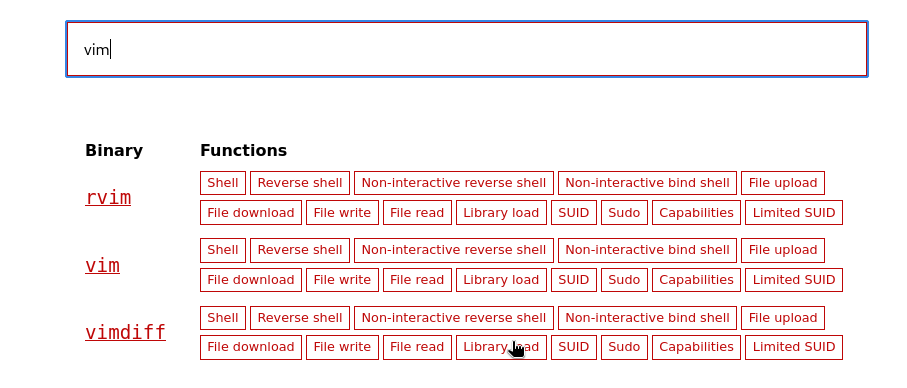 vim
Binary Functions
rvim
Shell Reverse shell Non-interactive reverse shell Non-interactive bind shell File upload
File download File write File read Library load SUID Sudo Capabilities Limited SUID
vim
Shell Reverse shell Non-interactive reverse shell Non-interactive bind shell File upload
File download File write File read Library load SUID Sudo Capabilities Limited SUID
vimdiff
Shell Reverse shell Non-interactive reverse shell Non-interactive bind shell File upload
File download File write File read Library load SUID Sudo Capabilities Limited SUID